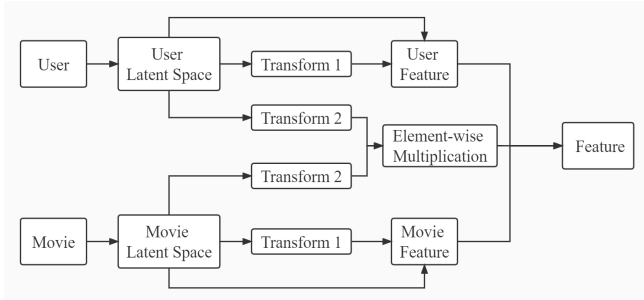 User
User
Latent Space
Transform 1
User
Feature
Transform 2
Element-wise
Multiplication
Feature
Transform 2
Movie
Movie
Latent Space
Transform 1
Movie
Feature